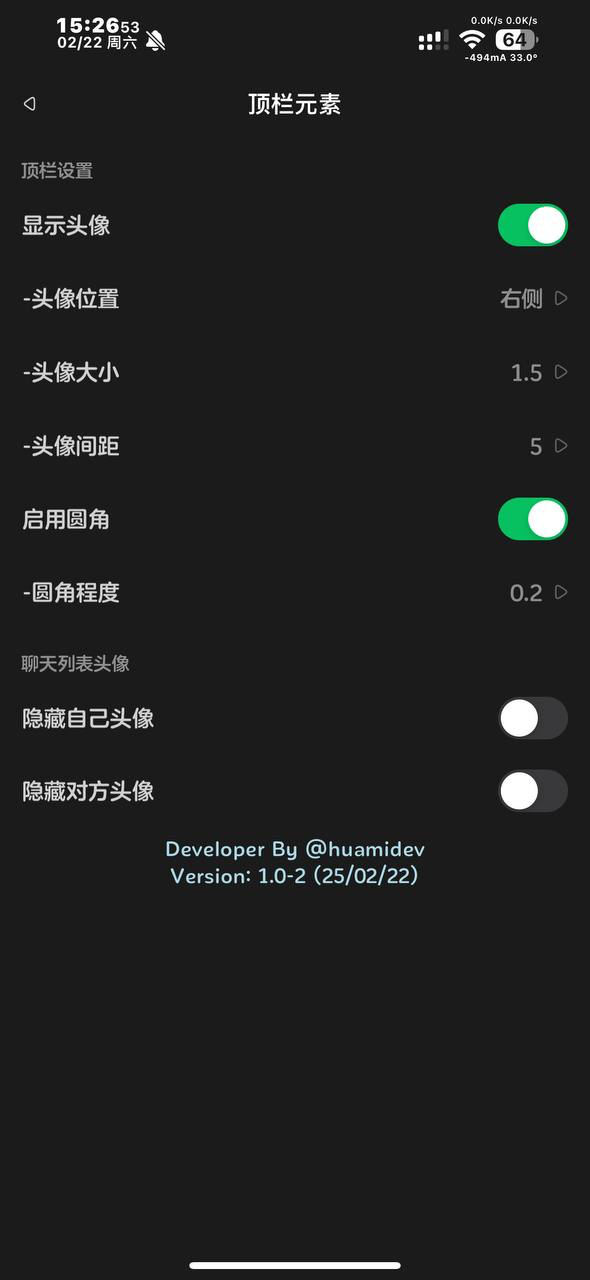 15:26 53
0.0K/s 0.0K/s
02/22 周六
64
-494mA 33.0°
顶栏元素
顶栏设置
显示头像
-头像位置 右侧
-头像大小 1.5
-头像间距 5
启用圆角
-圆角程度 0.2
聊天列表头像
隐藏自己头像
隐藏对方头像
Developer By @huamidev
Version: 1.0-2 (25/02/22)